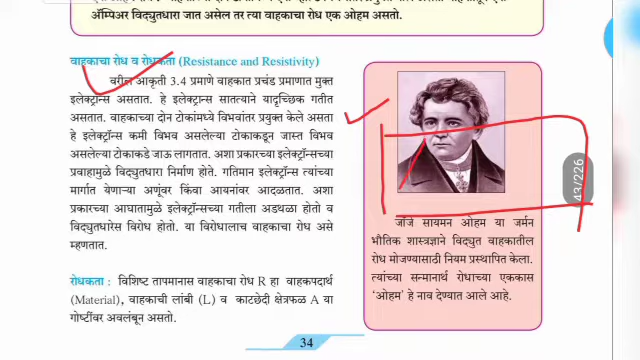 ॲम्पिअर विद्युतधारा जात असेल तर त्या वाहकाचा रोध एक ओहम असतो.
वाहकाचा रोध व रोधकता (Resistance and Resistivity)
वरील आकृती 3.4 प्रमाणे वाहकात प्रचंड प्रमाणात मुक्त
इलेक्ट्रॉन्स असतात. हे इलेक्ट्रॉन्स सातत्याने यादृच्छिक गतीत
असतात. वाहकाच्या दोन टोकांमध्ये विभवांतर प्रयुक्त केले असता
हे इलेक्ट्रॉन्स कमी विभव असलेल्या टोकाकडून जास्त विभव
असलेल्या टोकाकडे जाऊ लागतात. अशा प्रकारच्या इलेक्ट्रॉन्सच्या
प्रवाहामुळे विद्युतधारा निर्माण होते. गतिमान इलेक्ट्रॉन्स त्यांच्या
मार्गात येणाऱ्या अणूंवर किंवा आयनांवर आदळतात. अशा
प्रकारच्या आघातामुळे इलेक्ट्रॉन्सच्या गतीला अडथळा होतो व
विद्युतधारेस विरोध होतो. या विरोधालाच वाहकाचा रोध असे
म्हणतात.
रोधकता : विशिष्ट तापमानास वाहकाचा रोध R हा वाहकपदार्थ
(Material), वाहकाची लांबी (L) व काटछेदी क्षेत्रफळ A या
गोष्टींवर अवलंबून असतो.
जॉर्ज सायमन ओहम या जर्मन
भौतिक शास्त्रज्ञाने विद्युत वाहकातील
रोध मोजण्यासाठी नियम प्रस्थापित केला.
त्यांच्या सन्मानार्थ रोधाच्या एककास
‘ओहम’ हे नाव देण्यात आले आहे.
43/226
34